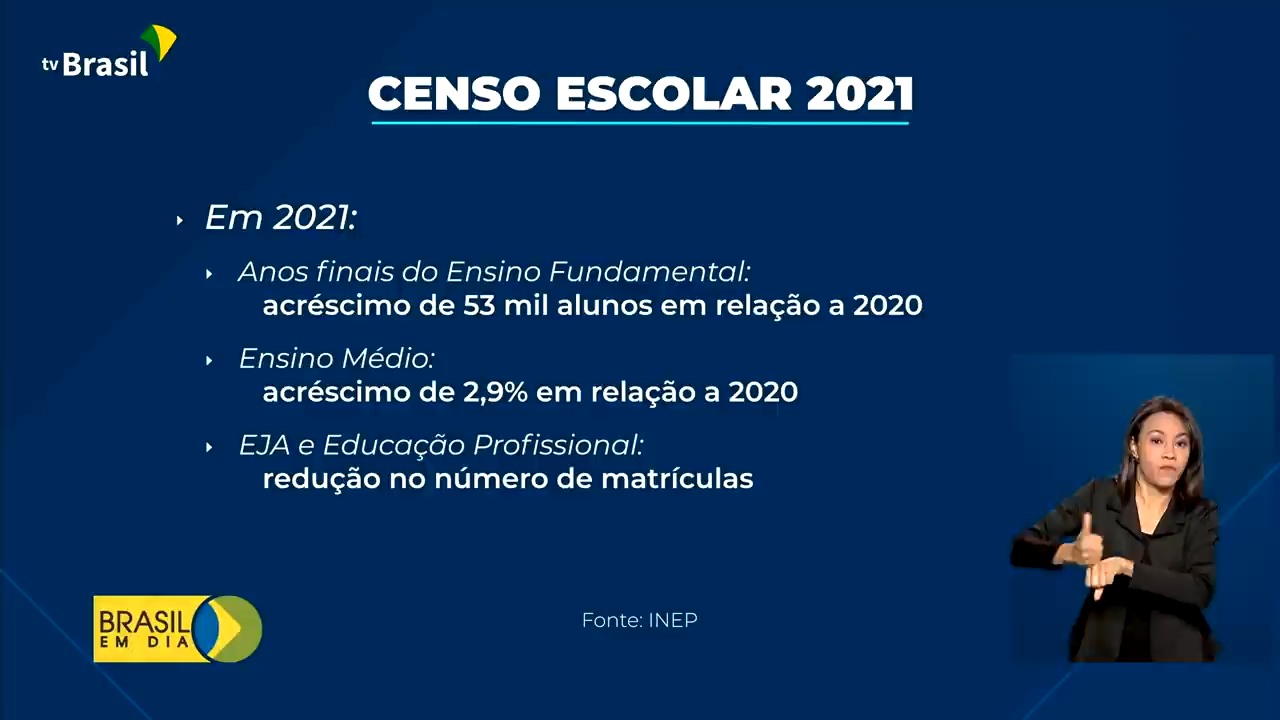 tv Brasil
CENSO ESCOLAR 2021
Em 2021:
Anos finais do Ensino Fundamental:
acréscimo de 53 mil alunos em relação a 2020
Ensino Médio:
acréscimo de 2,9% em relação a 2020
EJA e Educação Profissional:
redução no número de matrículas
BRASIL
EM DIA
Fonte: INEP